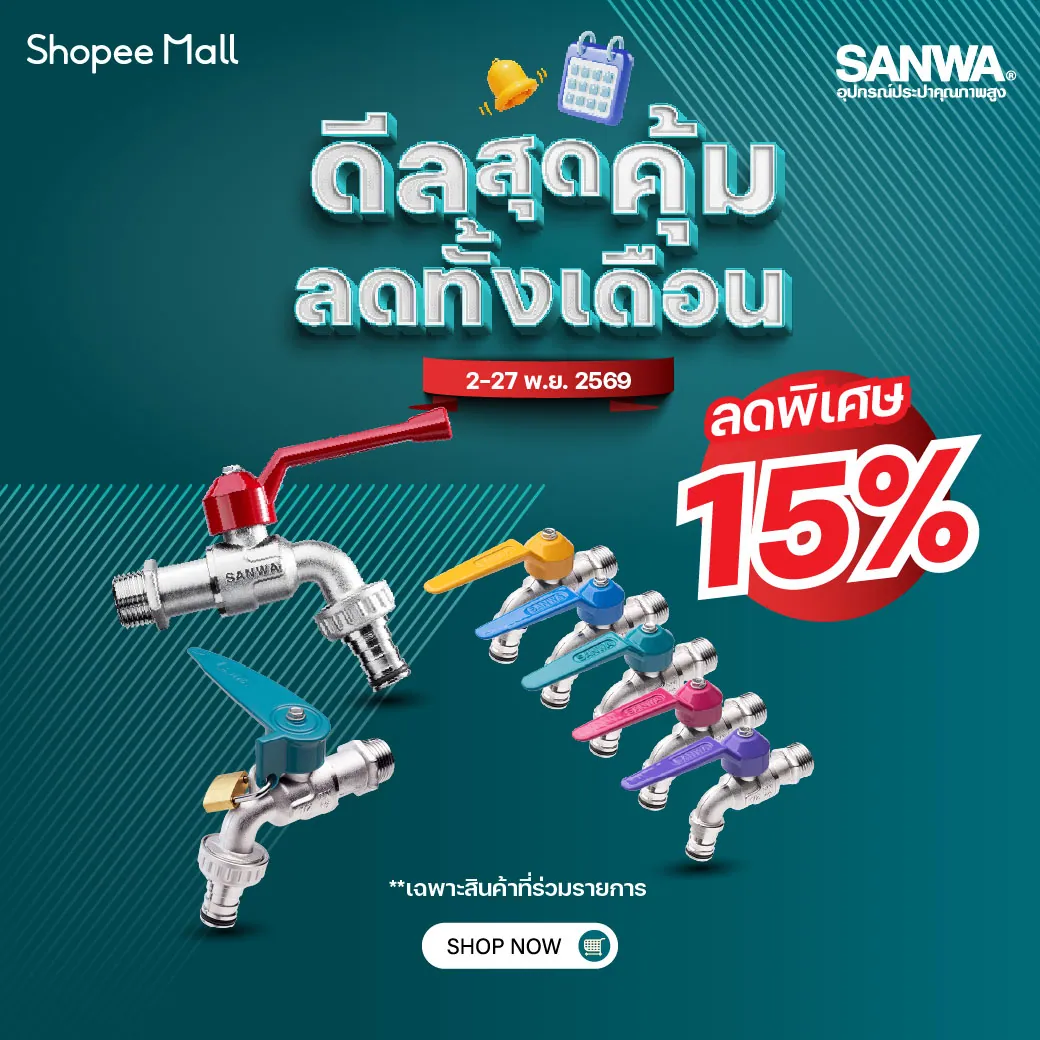 Shopee Mall
SANWA®
อุปกรณ์ประปาคุณภาพสูง
ดีลสุดคุ้ม
ลดทั้งเดือน
2-27 พ.ย. 2569
ลดพิเศษ
15%
SANWA
SANWA
SANWA
SANWA
SANWA
**เฉพาะสินค้าที่ร่วมรายการ
SHOP NOW